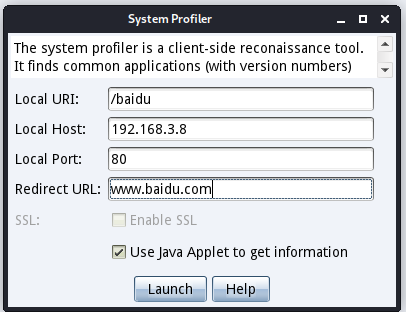 System Profiler
The system profiler is a client-side reconaissance tool.
It finds common applications (with version numbers)
Local URI: /baidu
Local Host: 192.168.3.8
Local Port: 80
Redirect URL: www.baidu.com
SSL: Enable SSL
Use Java Applet to get information
Launch Help